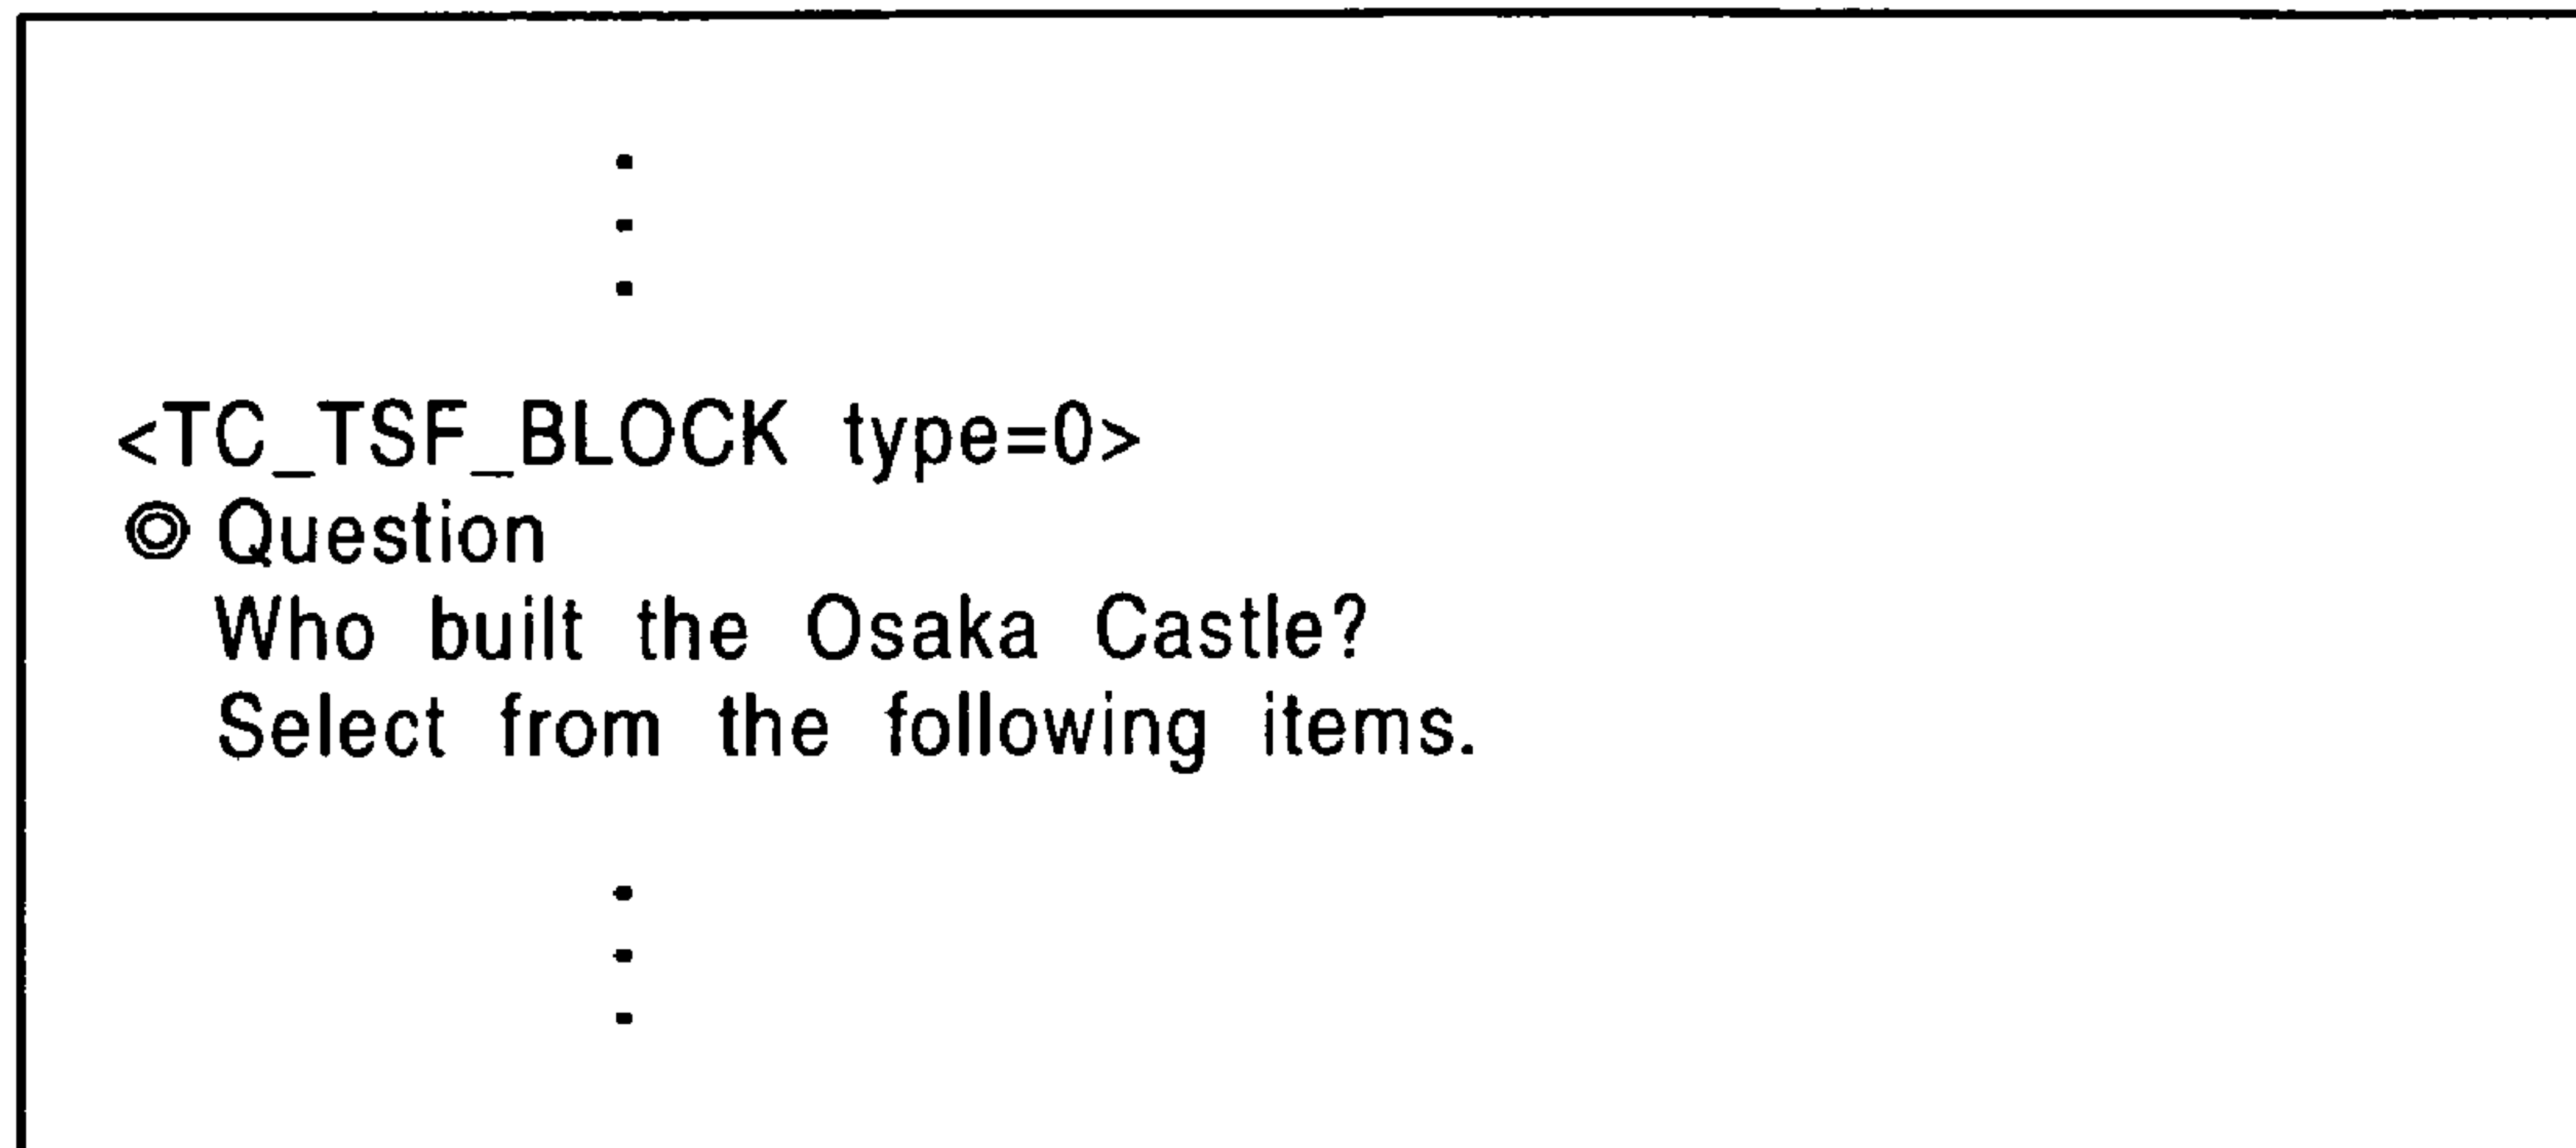 <TC_TSF_BLOCK type=0>
◎ Question
Who built the Osaka Castle?
Select from the following items.